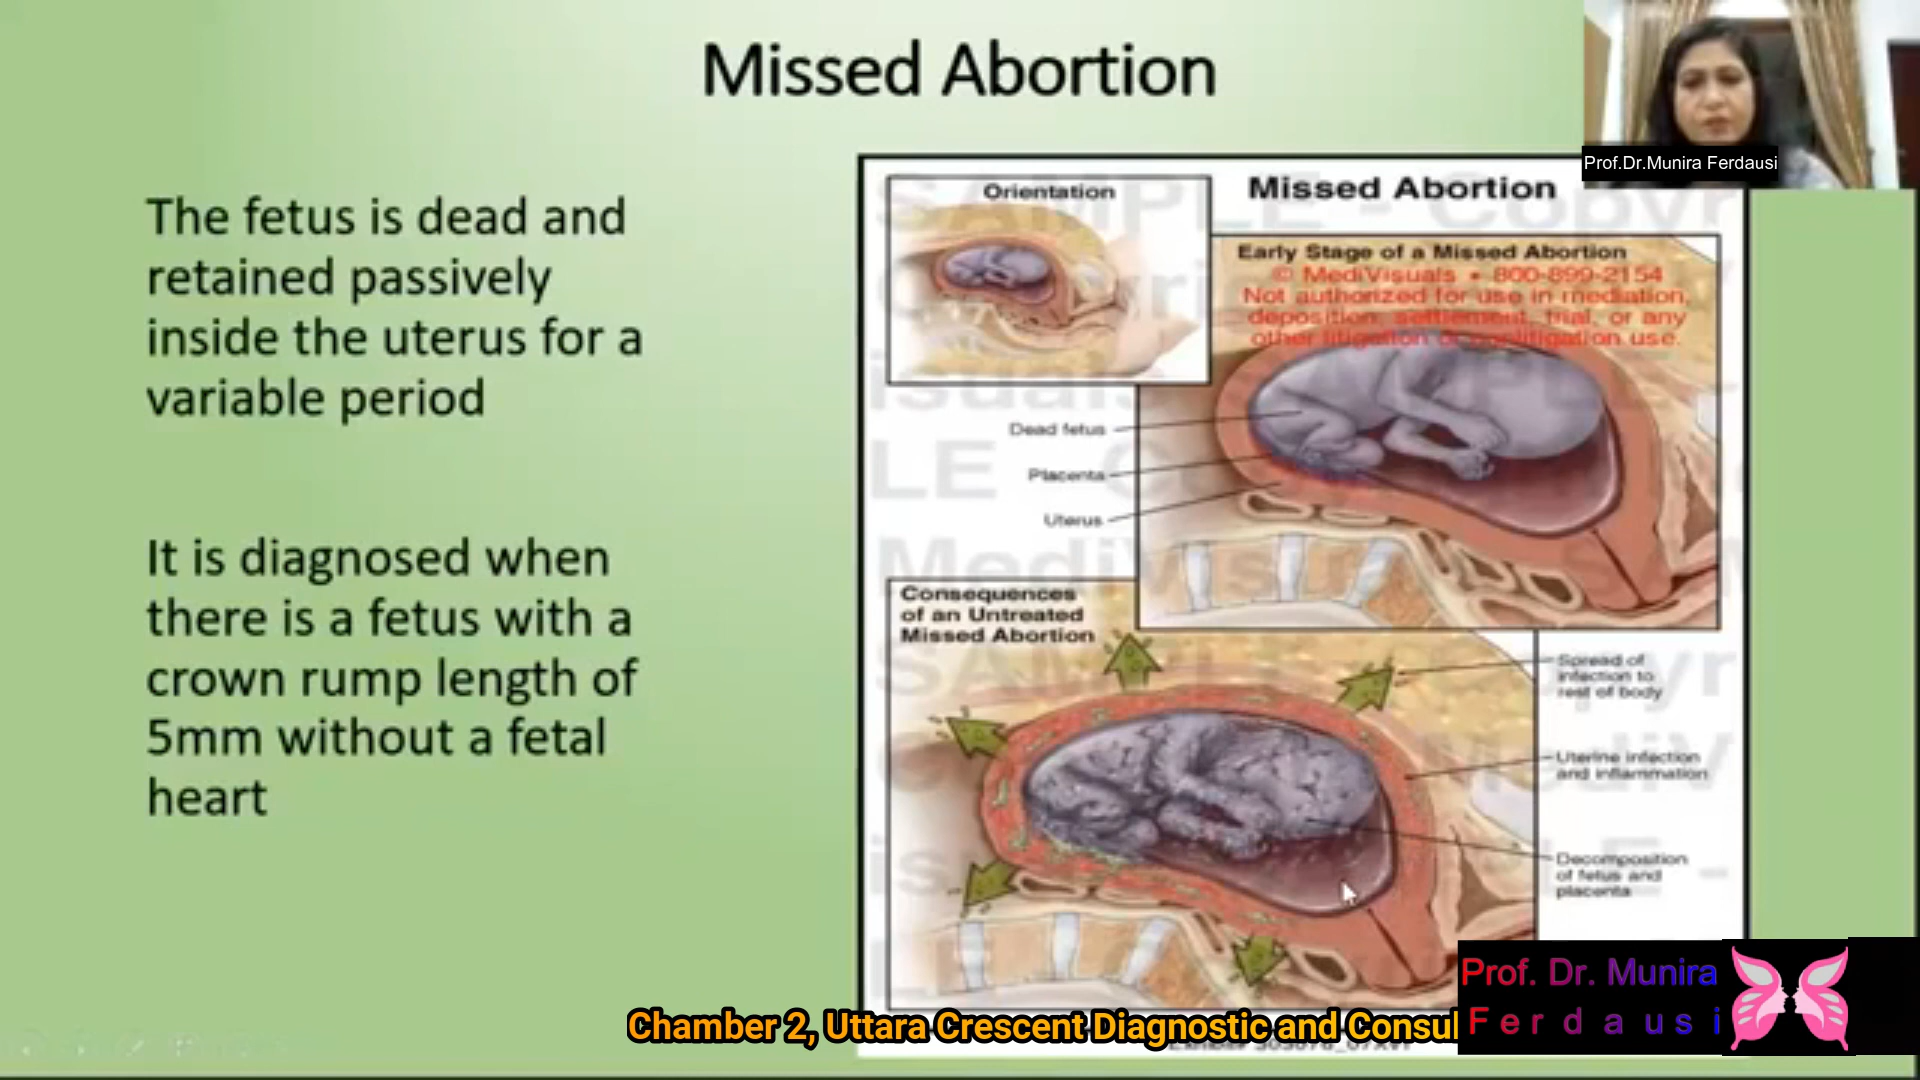 Missed Abortion
Prof.Dr.Munira Ferdausi
The fetus is dead and
retained passively
inside the uterus for a
variable period
It is diagnosed when
there is a fetus with a
crown rump length of
5mm without a fetal
heart
Orientation
Missed Abortion
Early Stage of a Missed Abortion
© MediVisuals • 800-899-2154
Not authorized for use in mediation,
deposition, settlement, trial, or any
other litigation or nonlitigation use.
Dead fetus
Placenta
Uterus
Consequences
of an Untreated
Missed Abortion
Spread of
infection to
rest of body
Uterine infection
and inflammation
Decomposition
of fetus and
placenta
Chamber 2, Uttara Crescent Diagnostic and Consul
Prof. Dr. Munira
Ferdausi